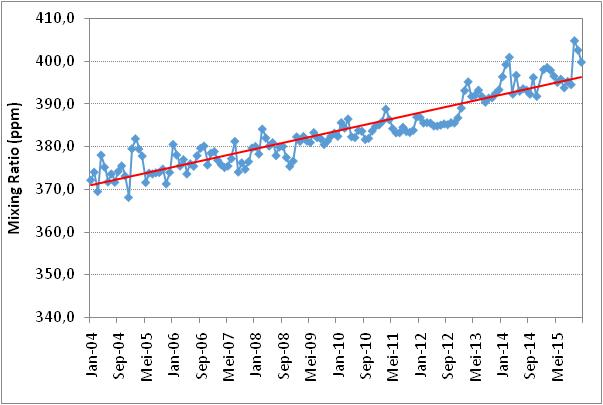 410,0
400,0
390,0
380,0
370,0
360,0
350,0
340,0
Mixing Ratio (ppm)
Jan-04
Sep-04
Mei-05
Jan-06
Sep-06
Mei-07
Jan-08
Sep-08
Mei-09
Jan-10
Sep-10
Mei-11
Jan-12
Sep-12
Mei-13
Jan-14
Sep-14
Mei-15